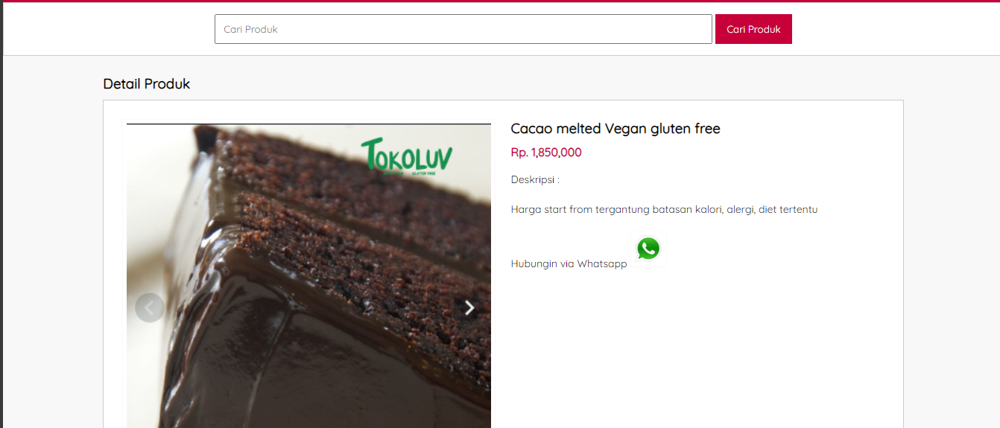 Cari Produk
Cari Produk
Detail Produk
TOKOLUV
GLUTEN FREE
Cacao melted Vegan gluten free
Rp. 1,850,000
Deskripsi :
Harga start from tergantung batasan kalori, alergi, diet tertentu
Hubungin via Whatsapp